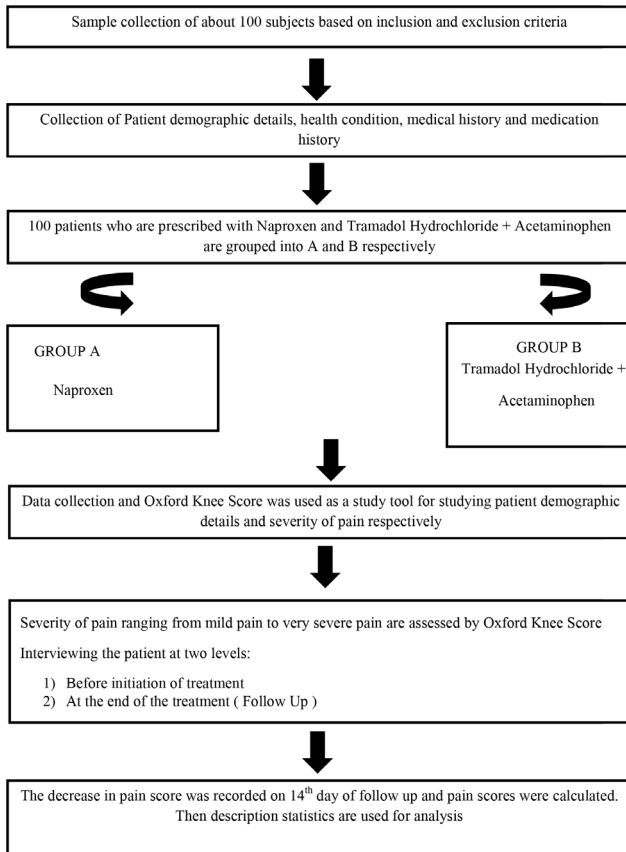 Sample collection of about 100 subjects based on inclusion and exclusion criteria
Collection of Patient demographic details, health condition, medical history and medication
history
100 patients who are prescribed with Naproxen and Tramadol Hydrochloride + Acetaminophen
are grouped into A and B respectively
GROUP A
Naproxen
GROUP B
Tramadol Hydrochloride +
Acetaminophen
Data collection and Oxford Knee Score was used as a study tool for studying patient demographic
details and severity of pain respectively
Severity of pain ranging from mild pain to very severe pain are assessed by Oxford Knee Score
Interviewing the patient at two levels:
1) Before initiation of treatment
2) At the end of the treatment ( Follow Up )
The decrease in pain score was recorded on 14th day of follow up and pain scores were calculated.
Then description statistics are used for analysis